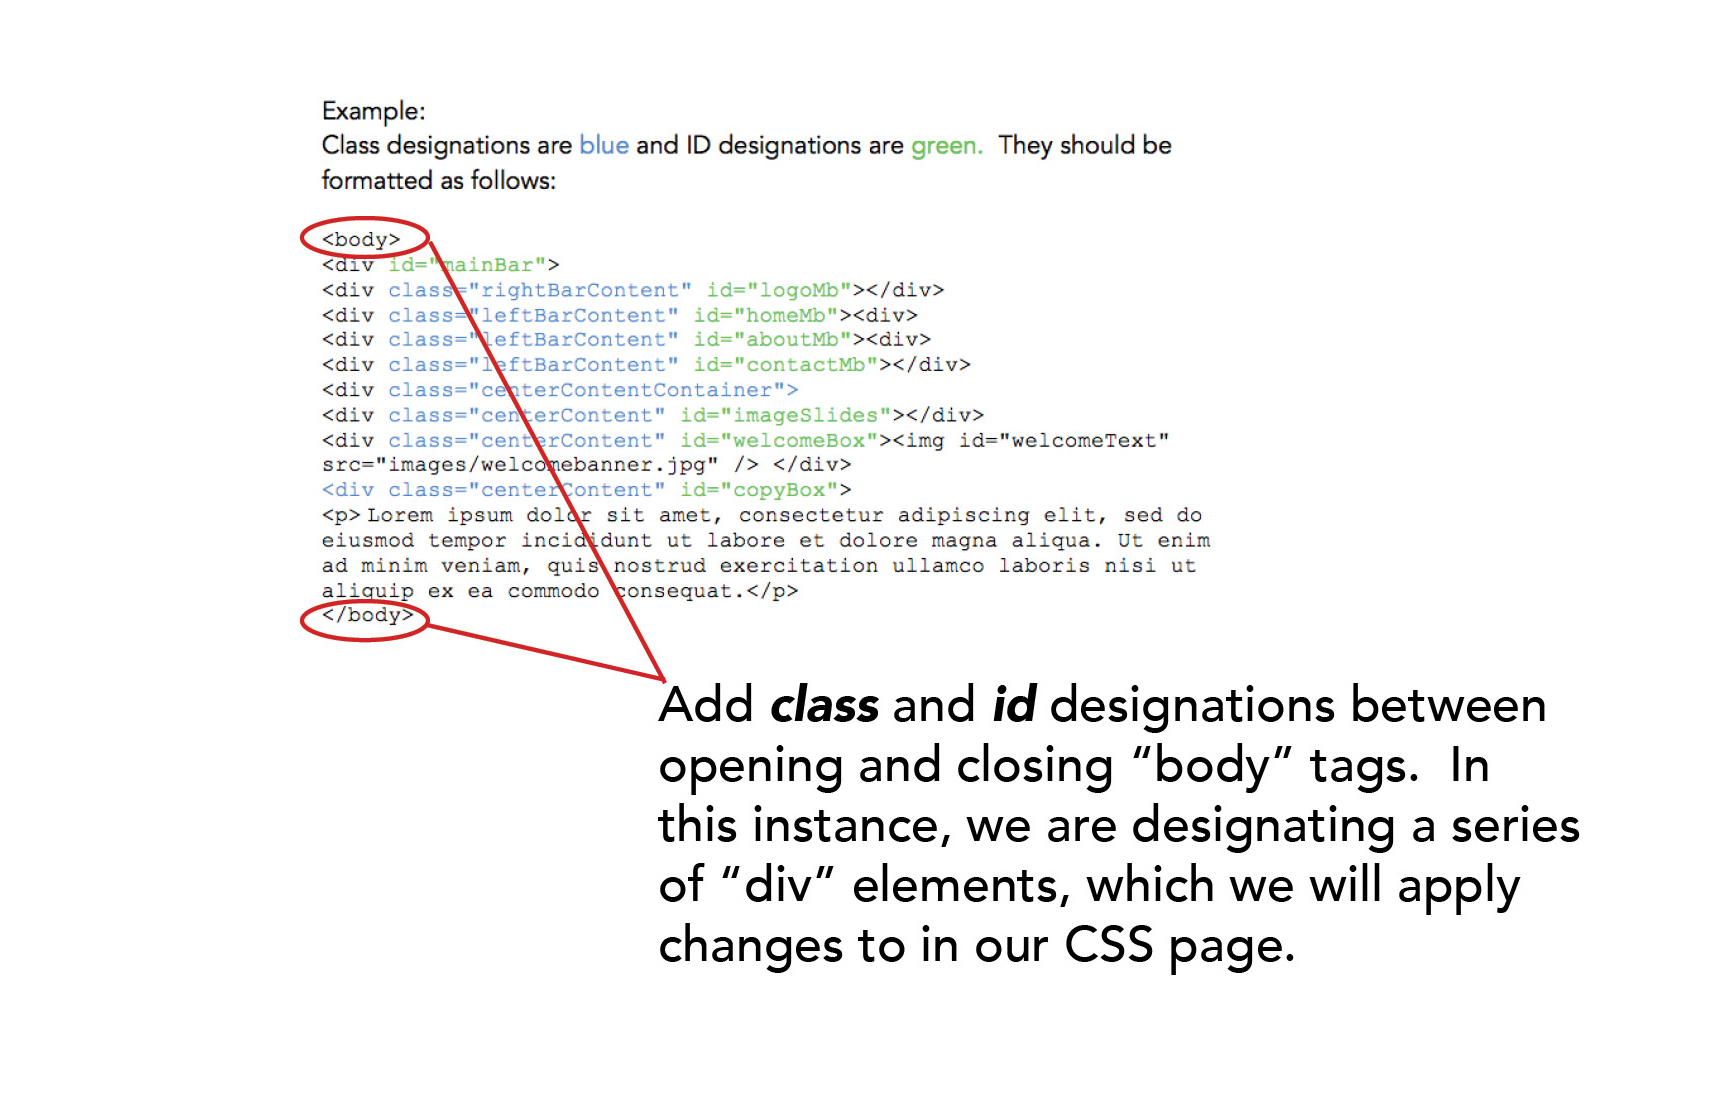 Example:
Class designations are blue and ID designations are green.  They should be
formatted as follows:
<body>
<div id="mainBar">
<div class="rightBarContent" id="logoMb"></div>
<div class="leftBarContent" id="homeMb"><div>
<div class="leftBarContent" id="aboutMb"><div>
<div class="leftBarContent" id="contactMb"></div>
<div class="centerContentContainer">
<div class="centerContent" id="imageSlides"></div>
<div class="centerContent" id="welcomeBox"><img id="welcomeText"
src="images/welcomebanner.jpg" /> </div>
<div class="centerContent" id="copyBox">
<p>Lorem ipsum dolor sit amet, consectetur adipiscing elit, sed do
eiusmod tempor incididunt ut labore et dolore magna aliqua. Ut enim
ad minim veniam, quis nostrud exercitation ullamco laboris nisi ut
aliquip ex ea commodo consequat.</p>
</body>
Add class and id designations between
opening and closing “body” tags.  In
this instance, we are designating a series
of “div” elements, which we will apply
changes to in our CSS page.